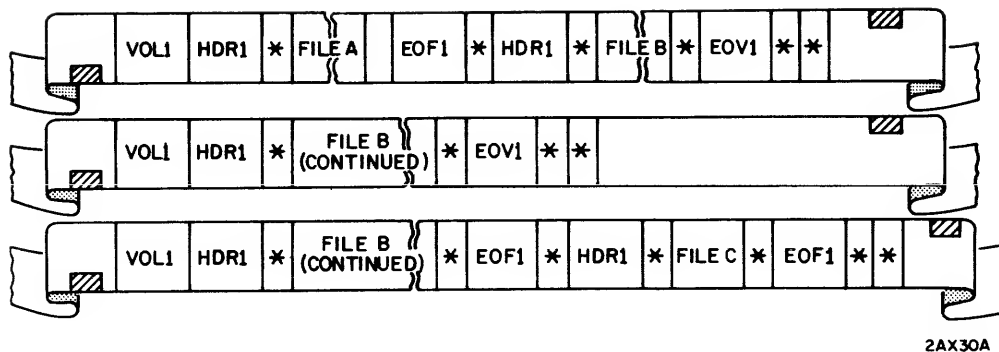 VOL1 HDR1 * FILE A EOF1 * HDR1 * FILE B * EOV1 * *
VOL1 HDR1 * FILE B (CONTINUED) * EOV1 * *
VOL1 HDR1 * FILE B (CONTINUED) * EOF1 * HDR1 * FILE C * EOF1 * *
2AX30A